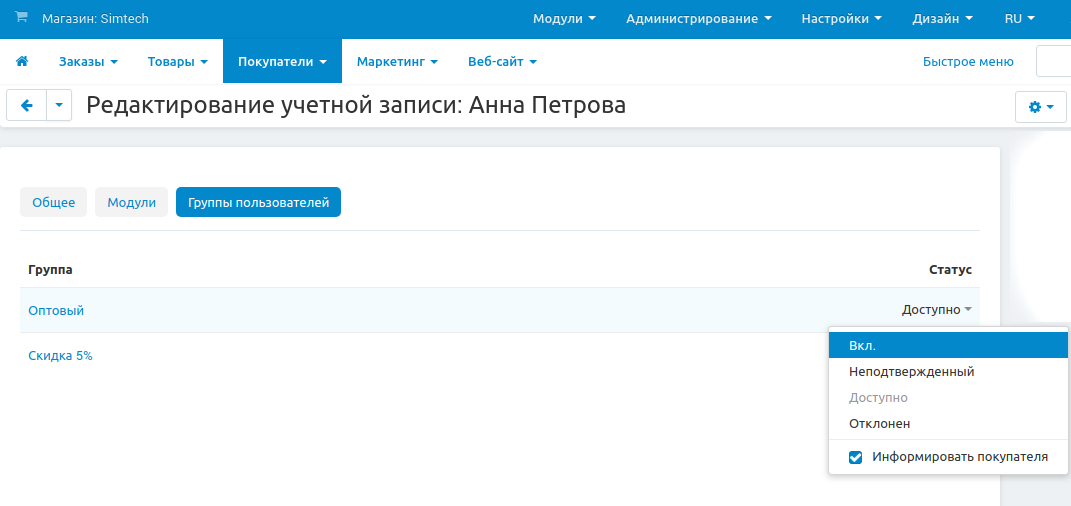 Магазин: Simtech Модули Администрирование Настройки Дизайн RU
Заказы Товары Покупатели Маркетинг Веб-сайт Быстрое меню
Редактирование учетной записи: Анна Петрова
Общее Модули Группы пользователей
Группа Статус
Оптовый Доступно
Вкл.
Скидка 5%
Неподтвержденный
Доступно
Отклонен
Информировать покупателя